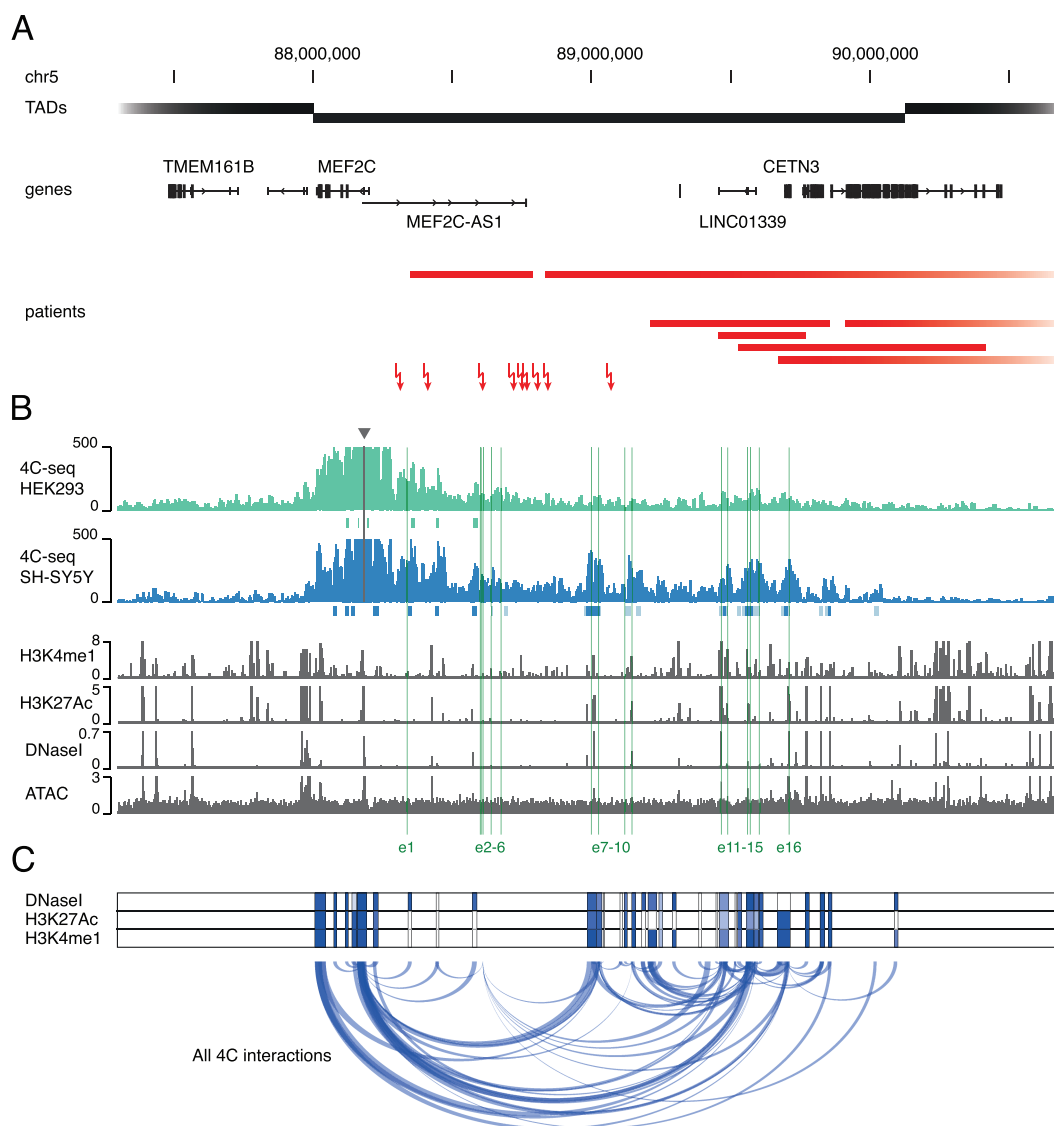 A
88,000,000 89,000,000 90,000,000
chr5
TADs
TMEM161B MEF2C CETN3
genes
MEF2C-AS1 LINC01339
patients
B
500
4C-seq
HEK293
0
500
4C-seq
SH-SY5Y
0
8
H3K4me1
0
5
H3K27Ac
0
0.7
DNaseI
0
3
ATAC
0
e1 e2-6 e7-10 e11-15 e16
C
DNaseI
H3K27Ac
H3K4me1
All 4C interactions